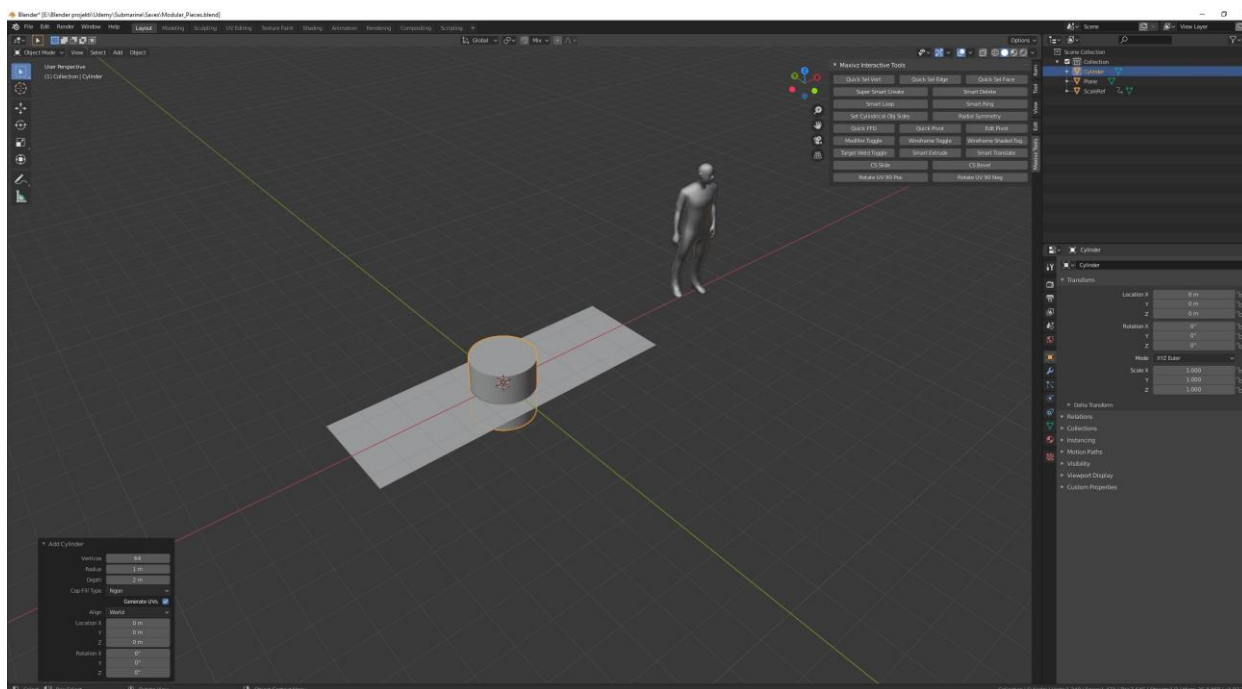 Blender* [E:\Blender projekti\Udemy\Submarine\Saves\Modular_Pieces.blend]
File Edit Render Window Help Layout Modeling Sculpting UV Editing Texture Paint Shading Animation Rendering Compositing Scripting + Scene View Layer
Global Mix Options
Object Mode View Select Add Object
User Perspective
(1) Collection | Cylinder
Maxivz Interactive Tools
Quick Sel Vert Quick Sel Edge Quick Sel Face
Super Smart Create Smart Delete
Smart Loop Smart Ring
Set Cylindrical Obj Sides Radial Symmetry
Quick FFD Quick Pivot Edit Pivot
Modifier Toggle Wireframe Toggle Wireframe Shaded Tog.
Target Weld Toggle Smart Extrude Smart Translate
CS Slide CS Bevel
Rotate UV 90 Pos Rotate UV 90 Neg
Item
Tool
View
Edit
Maxivz Tools
Scene Collection
Collection
Cylinder
Plane
ScaleRef
Cylinder
Cylinder
Transform
Location X 0 m
Y 0 m
Z 0 m
Rotation X 0°
Y 0°
Z 0°
Mode XYZ Euler
Scale X 1.000
Y 1.000
Z 1.000
Delta Transform
Relations
Collections
Instancing
Motion Paths
Visibility
Viewport Display
Custom Properties
Add Cylinder
Vertices 64
Radius 1 m
Depth 2 m
Cap Fill Type Ngon
Generate UVs
Align World
Location X 0 m
Y 0 m
Z 0 m
Rotation X 0°
Y 0°
Z 0°